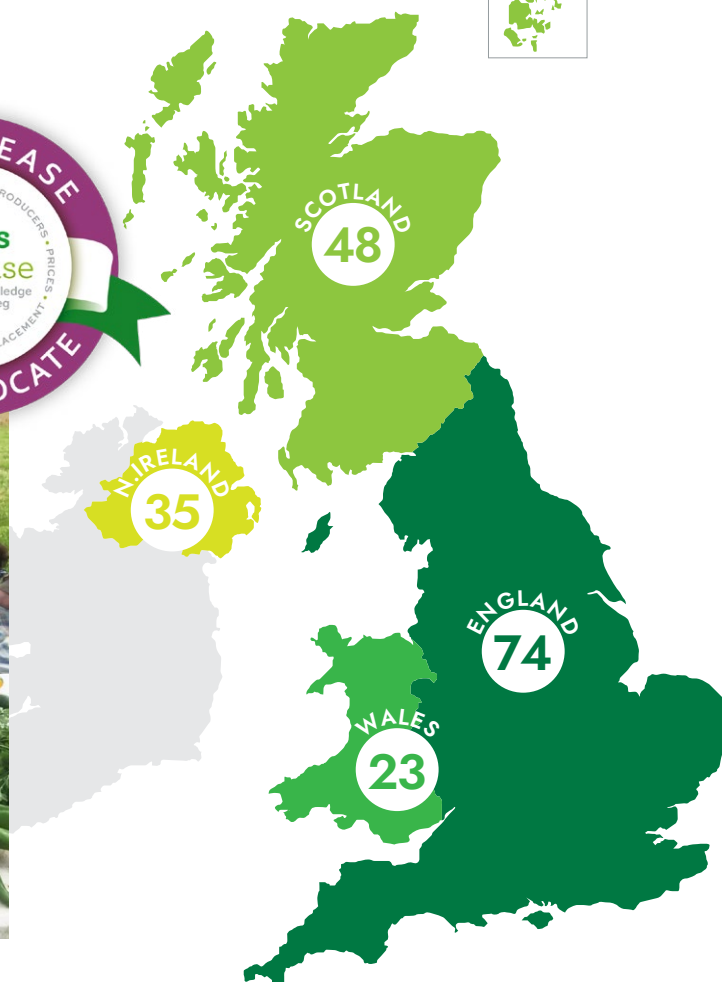 EASE
RODUCERS • PRICES •
s
se
ledge
eg
ACEMENT •
OCATE
SCOTLAND
48
N.IRELAND
35
ENGLAND
74
WALES
23